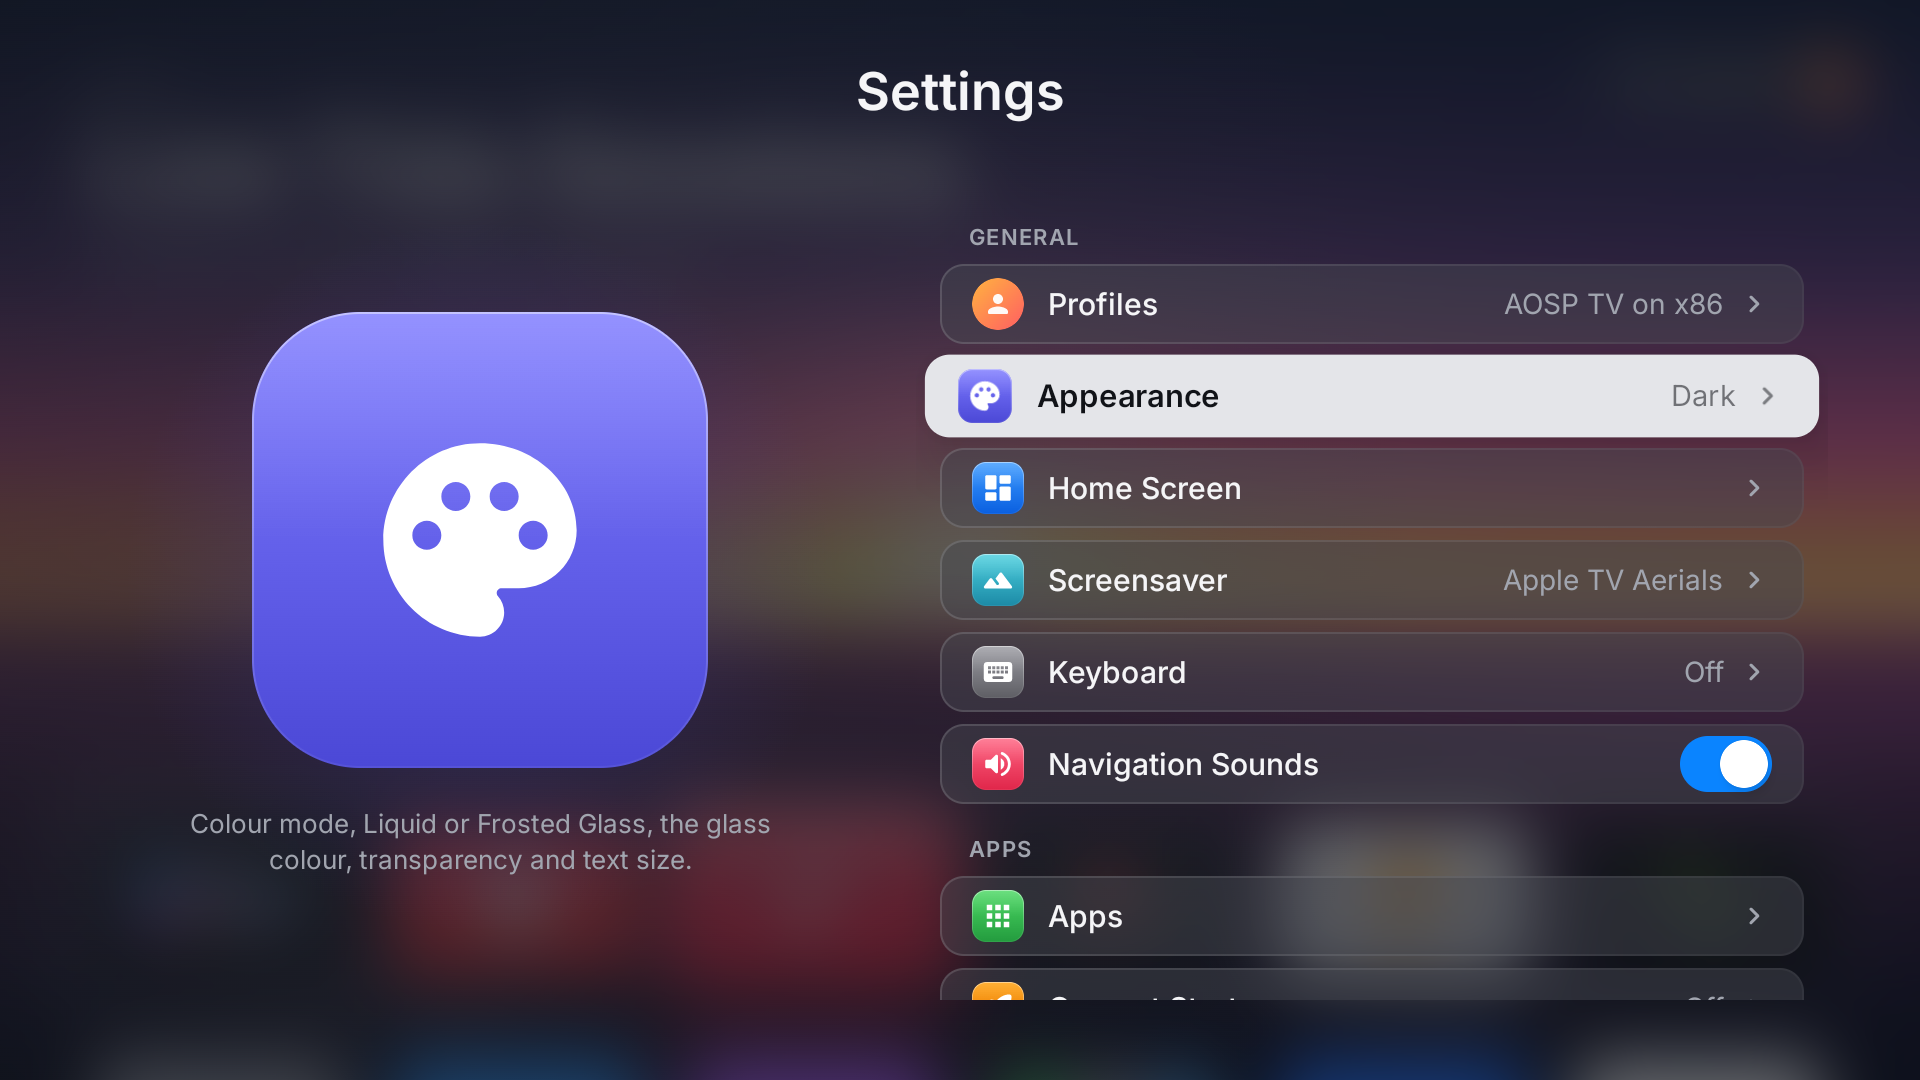 Settings
GENERAL
Profiles
AOSP TV on x86
Appearance
Dark
Home Screen
Screensaver
Apple TV Aerials
Keyboard
Off
Navigation Sounds
Colour mode, Liquid or Frosted Glass, the glass
colour, transparency and text size.
APPS
Apps